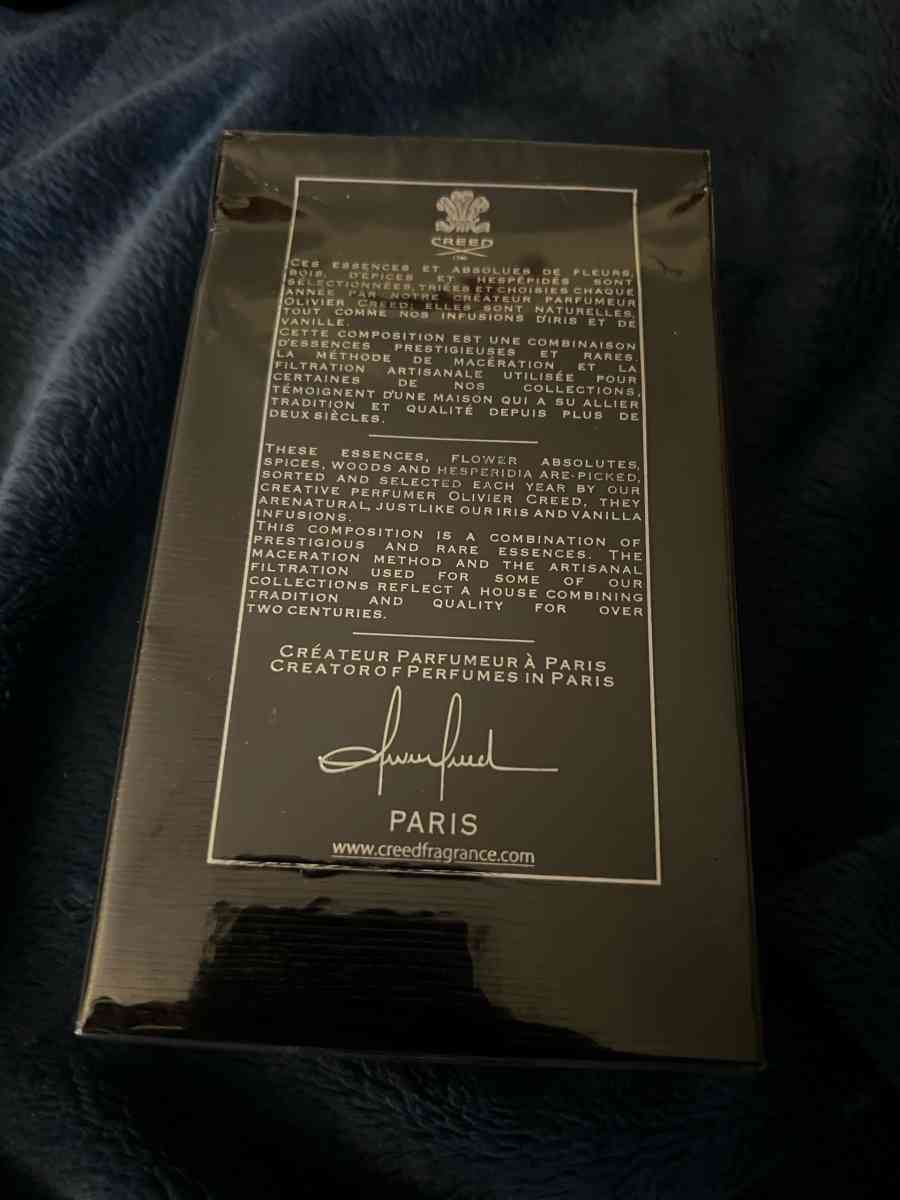 CREED
1760
CES ESSENCES ET ABSOLUES DE FLEURS,
BOIS, D'ÉPICES ET HESPÉPIDÉS SONT
SÉLECTIONNÉES, TRIÉES ET CHOISIES CHAQUE
ANNÉE PAR NOTRE CRÉATEUR PARFUMEUR
OLIVIER CREED; ELLES SONT NATURELLES,
TOUT COMME NOS INFUSIONS D'IRIS ET DE
VANILLE.
CETTE COMPOSITION EST UNE COMBINAISON
D'ESSENCES PRESTIGIEUSES ET RARES.
LA MÉTHODE DE MACÉRATION ET LA
FILTRATION ARTISANALE UTILISÉE POUR
CERTAINES DE NOS COLLECTIONS,
TÉMOIGNENT D'UNE MAISON QUI A SU ALLIER
TRADITION ET QUALITÉ DEPUIS PLUS DE
DEUX SIÈCLES.
THESE ESSENCES, FLOWER ABSOLUTES,
SPICES, WOODS AND HESPERIDIA ARE-PICKED,
SORTED AND SELECTED EACH YEAR BY OUR
CREATIVE PERFUMER OLIVIER CREED, THEY
ARENATURAL, JUSTLIKE OUR IRIS AND VANILLA
INFUSIONS.
THIS COMPOSITION IS A COMBINATION OF
PRESTIGIOUS AND RARE ESSENCES. THE
MACERATION METHOD AND THE ARTISANAL
FILTRATION USED FOR SOME OF OUR
COLLECTIONS REFLECT A HOUSE COMBINING
TRADITION AND QUALITY FOR OVER
TWO CENTURIES.
CRÉATEUR PARFUMEUR À PARIS
CREATOROFPERFUMES IN PARIS
Olivier Creed
PARIS
www.creedfragrance.com